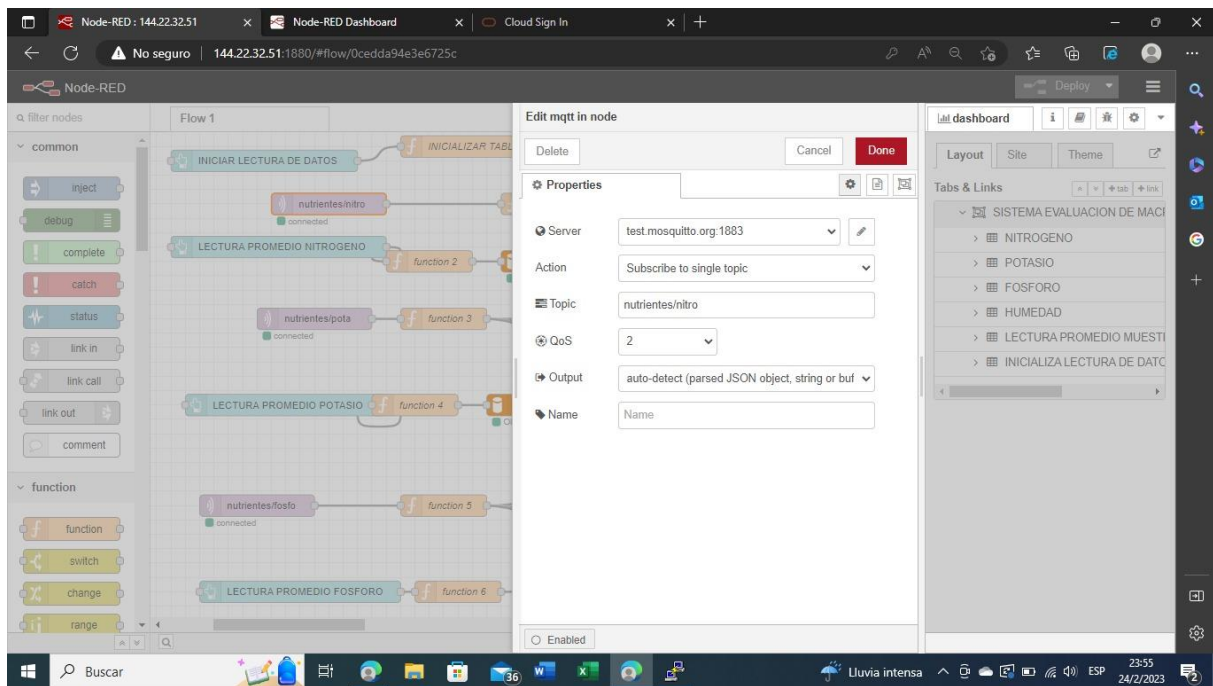 Node-RED : 144.22.32.51
Node-RED Dashboard
Cloud Sign In
No seguro
144.22.32.51:1880/#flow/0cedda94e3e6725c
Node-RED
Deploy
filter nodes
common
inject
debug
complete
catch
status
link in
link call
link out
comment
function
function
switch
change
range
Flow 1
INICIAR LECTURA DE DATOS
INICIALIZAR TABL
nutrientes/nitro
connected
LECTURA PROMEDIO NITROGENO
function 2
nutrientes/pota
connected
function 3
LECTURA PROMEDIO POTASIO
function 4
nutrientes/fosfo
connected
function 5
LECTURA PROMEDIO FOSFORO
function 6
Edit mqtt in node
Delete
Cancel
Done
Properties
Server
test.mosquitto.org:1883
Action
Subscribe to single topic
Topic
nutrientes/nitro
QoS
2
Output
auto-detect (parsed JSON object, string or buf
Name
Name
Enabled
dashboard
i
Layout
Site
Theme
Tabs & Links
tab
link
SISTEMA EVALUACION DE MAC
NITROGENO
POTASIO
FOSFORO
HUMEDAD
LECTURA PROMEDIO MUEST
INICIALIZA LECTURA DE DATO
Buscar
36
Lluvia intensa
ESP
23:55
24/2/2023
2